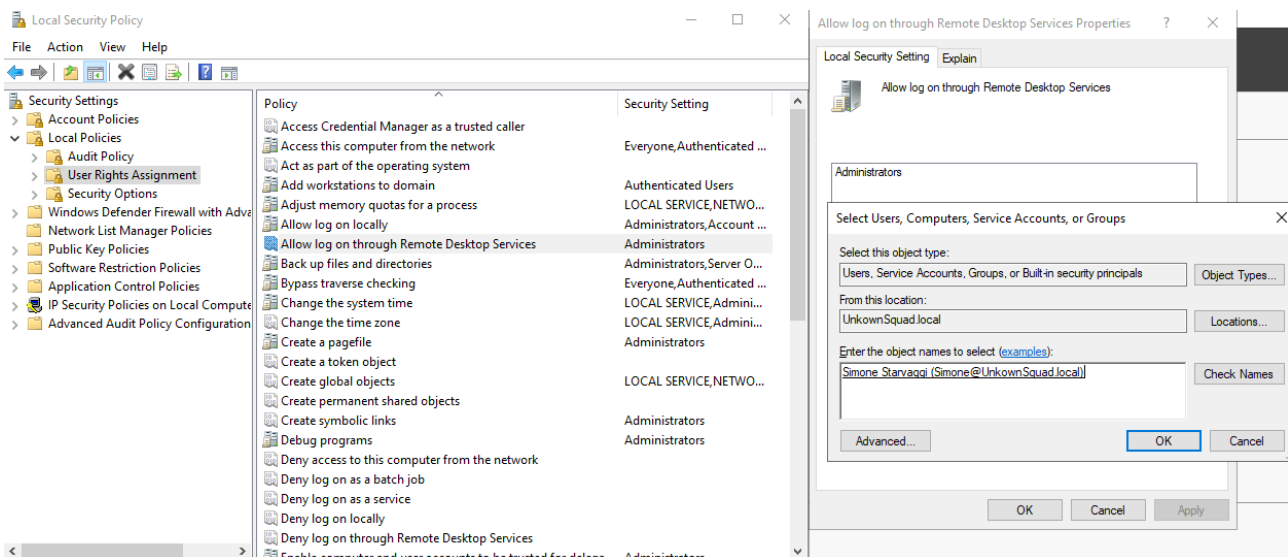 Local Security Policy
File Action View Help
Security Settings
Account Policies
Local Policies
Audit Policy
User Rights Assignment
Security Options
Windows Defender Firewall with Adva
Network List Manager Policies
Public Key Policies
Software Restriction Policies
Application Control Policies
IP Security Policies on Local Compute
Advanced Audit Policy Configuration
Policy Security Setting
Access Credential Manager as a trusted caller
Access this computer from the network Everyone,Authenticated ...
Act as part of the operating system
Add workstations to domain Authenticated Users
Adjust memory quotas for a process LOCAL SERVICE,NETWO...
Allow log on locally Administrators,Account ...
Allow log on through Remote Desktop Services Administrators
Back up files and directories Administrators,Server O...
Bypass traverse checking Everyone,Authenticated ...
Change the system time LOCAL SERVICE,Admini...
Change the time zone LOCAL SERVICE,Admini...
Create a pagefile Administrators
Create a token object
Create global objects LOCAL SERVICE,NETWO...
Create permanent shared objects
Create symbolic links Administrators
Debug programs Administrators
Deny access to this computer from the network
Deny log on as a batch job
Deny log on as a service
Deny log on locally
Deny log on through Remote Desktop Services
Enable computer and user accounts to be trusted for delega... Administrators
Allow log on through Remote Desktop Services Properties ?
Local Security Setting Explain
Allow log on through Remote Desktop Services
Administrators
Select Users, Computers, Service Accounts, or Groups
Select this object type:
Users, Service Accounts, Groups, or Built-in security principals Object Types...
From this location:
UnkownSquad.local Locations...
Enter the object names to select (examples):
Simone Starvaggi (Simone@UnkownSquad.local) Check Names
Advanced... OK Cancel
OK Cancel Apply